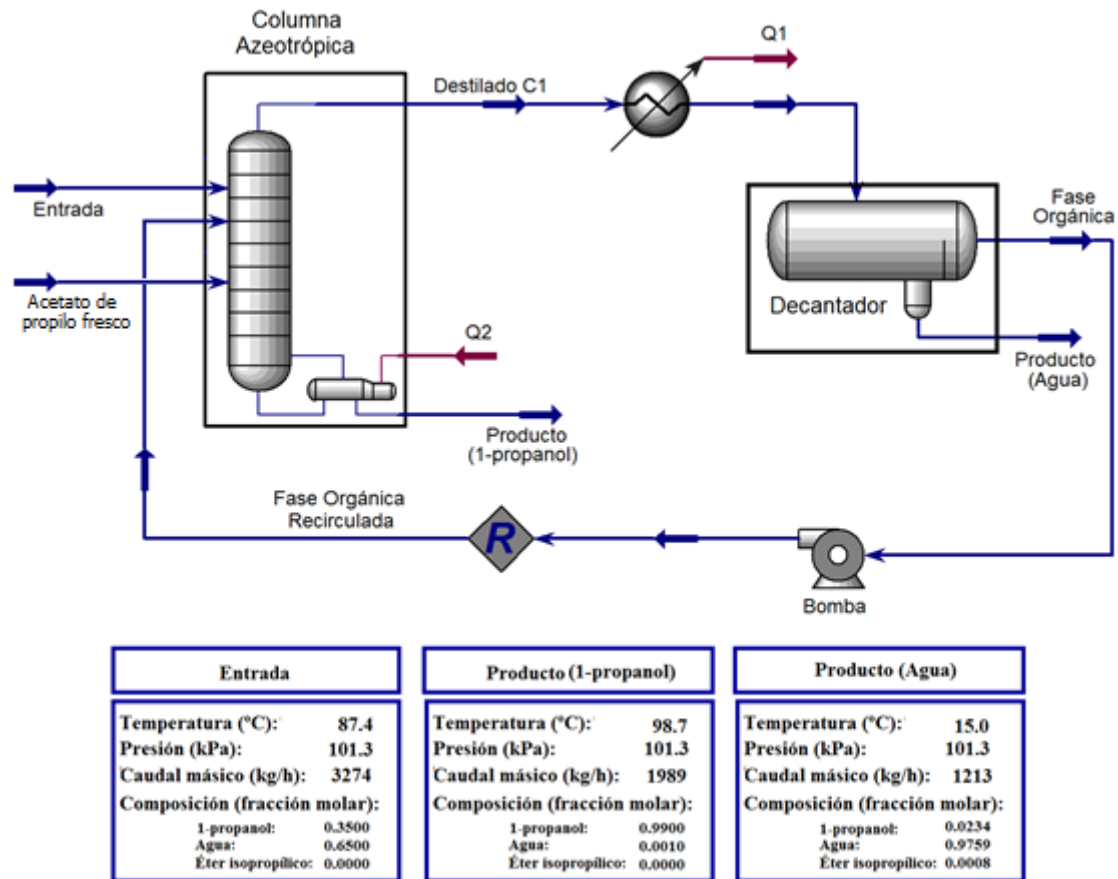 Columna
Azeotrópica
Q1
Destilado C1
Entrada
Fase
Orgánica
Acetato de
propilo fresco
Decantador
Q2
Producto
(Agua)
Producto
(1-propanol)
Fase Orgánica
Recirculada
R
Bomba
Entrada
Temperatura (ºC): 87.4
Presión (kPa): 101.3
Caudal másico (kg/h): 3274
Composición (fracción molar):
1-propanol: 0.3500
Agua: 0.6500
Éter isopropílico: 0.0000
Producto (1-propanol)
Temperatura (ºC): 98.7
Presión (kPa): 101.3
Caudal másico (kg/h): 1989
Composición (fracción molar):
1-propanol: 0.9900
Agua: 0.0010
Éter isopropílico: 0.0000
Producto (Agua)
Temperatura (ºC): 15.0
Presión (kPa): 101.3
Caudal másico (kg/h): 1213
Composición (fracción molar):
1-propanol: 0.0234
Agua: 0.9759
Éter isopropílico: 0.0008